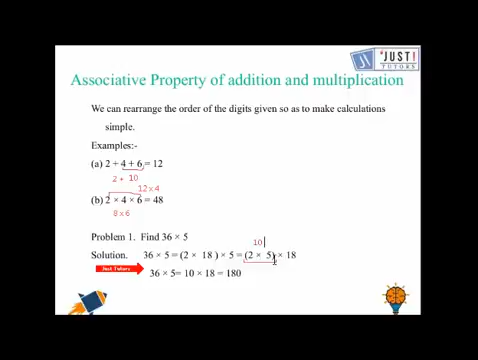 JUST!
TUTORS
Associative Property of addition and multiplication
We can rearrange the order of the digits given so as to make calculations
simple.
Examples:-
(a) 2 + 4 + 6 = 12
2 + 10
12 x 4
(b) 2 × 4 × 6 = 48
8 x 6
Problem 1. Find 36 × 5
10
Solution. 36 × 5 = (2 × 18 ) × 5 = (2 × 5) × 18
Just Tutors
36 × 5= 10 × 18 = 180